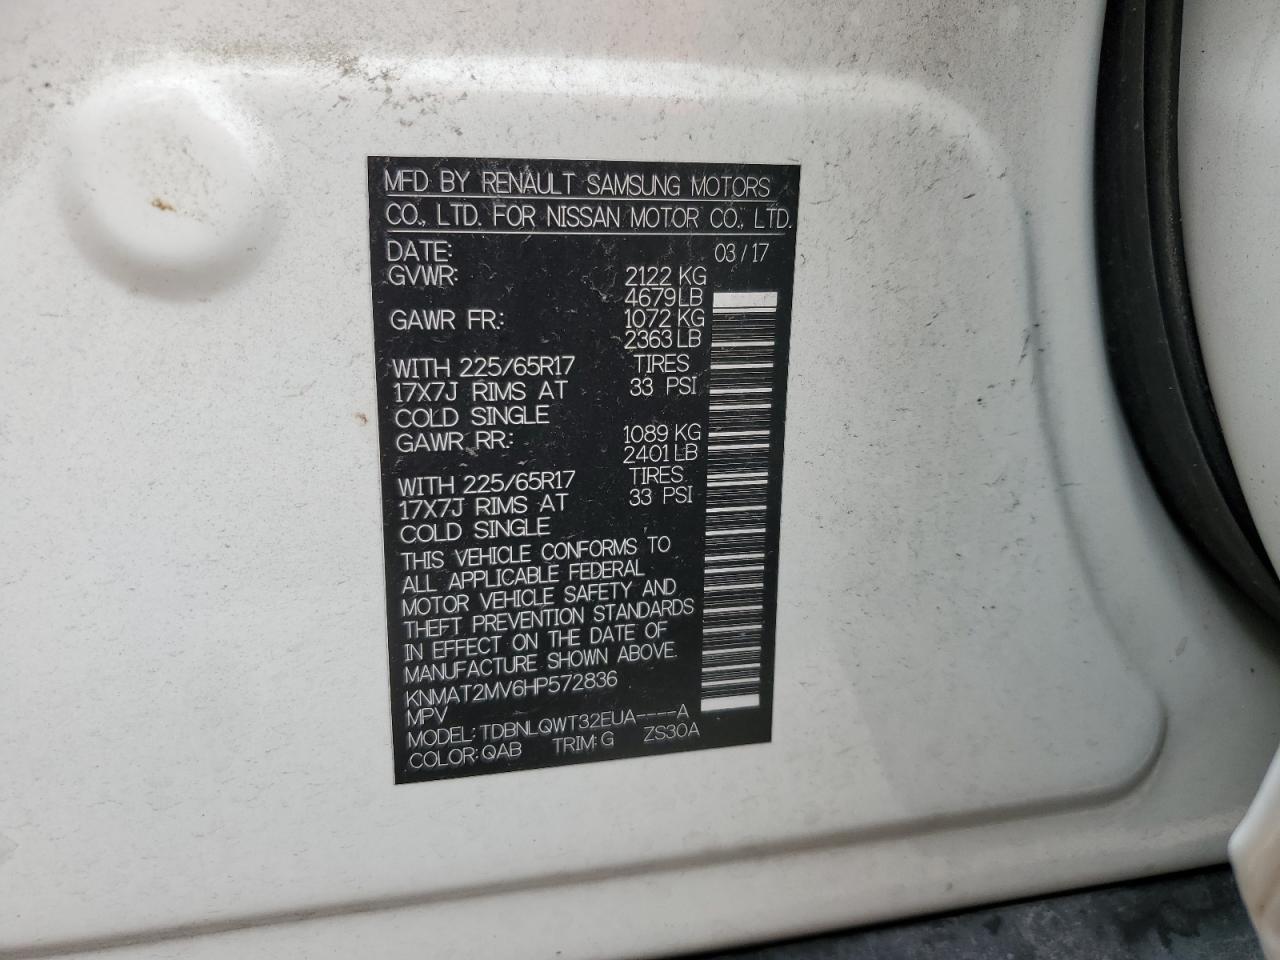 MFD BY RENAULT SAMSUNG MOTORS
CO., LTD. FOR NISSAN MOTOR CO., LTD.
DATE: 03/17
GVWR: 2122 KG
4679 LB
GAWR FR.: 1072 KG
2363 LB
WITH 225/65R17 TIRES
17X7J RIMS AT 33 PSI
COLD SINGLE
GAWR RR.: 1089 KG
2401 LB
WITH 225/65R17 TIRES
17X7J RIMS AT 33 PSI
COLD SINGLE
THIS VEHICLE CONFORMS TO
ALL APPLICABLE FEDERAL
MOTOR VEHICLE SAFETY AND
THEFT PREVENTION STANDARDS
IN EFFECT ON THE DATE OF
MANUFACTURE SHOWN ABOVE.
KNMAT2MV6HP572836
MPV
MODEL: TDBNLQWT32EUA----A
COLOR: QAB TRIM: G ZS30A